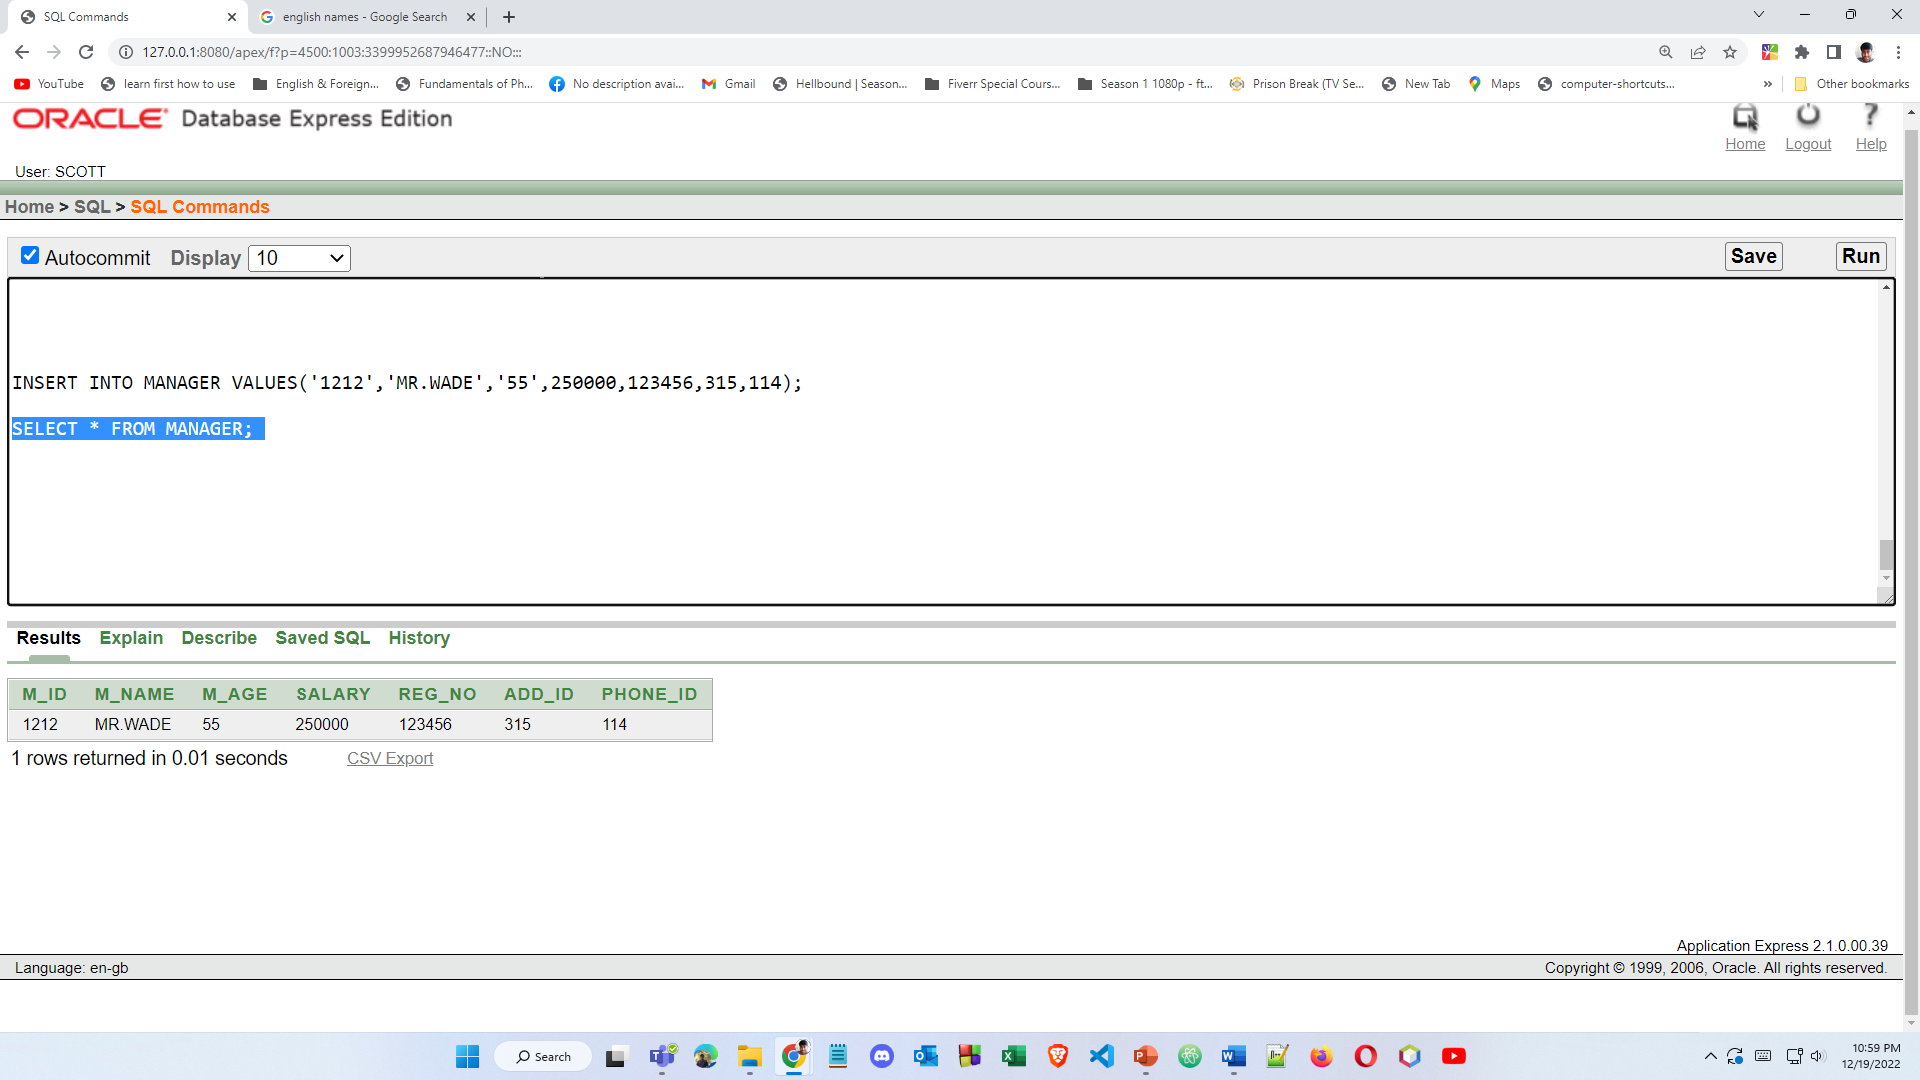 SQL Commands
english names - Google Search
127.0.0.1:8080/apex/f?p=4500:1003:3399952687946477::NO:::
YouTube
learn first how to use
English & Foreign...
Fundamentals of Ph...
No description avai...
Gmail
Hellbound | Season...
Fiverr Special Cours...
Season 1 1080p - ft...
Prison Break (TV Se...
New Tab
Maps
computer-shortcuts...
»
Other bookmarks
ORACLE® Database Express Edition
Home
Logout
Help
User: SCOTT
Home > SQL > SQL Commands
Autocommit Display 10
Save
Run
INSERT INTO MANAGER VALUES('1212','MR.WADE','55',250000,123456,315,114);
SELECT * FROM MANAGER;
Results Explain Describe Saved SQL History
M_ID M_NAME M_AGE SALARY REG_NO ADD_ID PHONE_ID
1212 MR.WADE 55 250000 123456 315 114
1 rows returned in 0.01 seconds
CSV Export
Application Express 2.1.0.00.39
Language: en-gb
Copyright © 1999, 2006, Oracle. All rights reserved.
Search
10:59 PM
12/19/2022